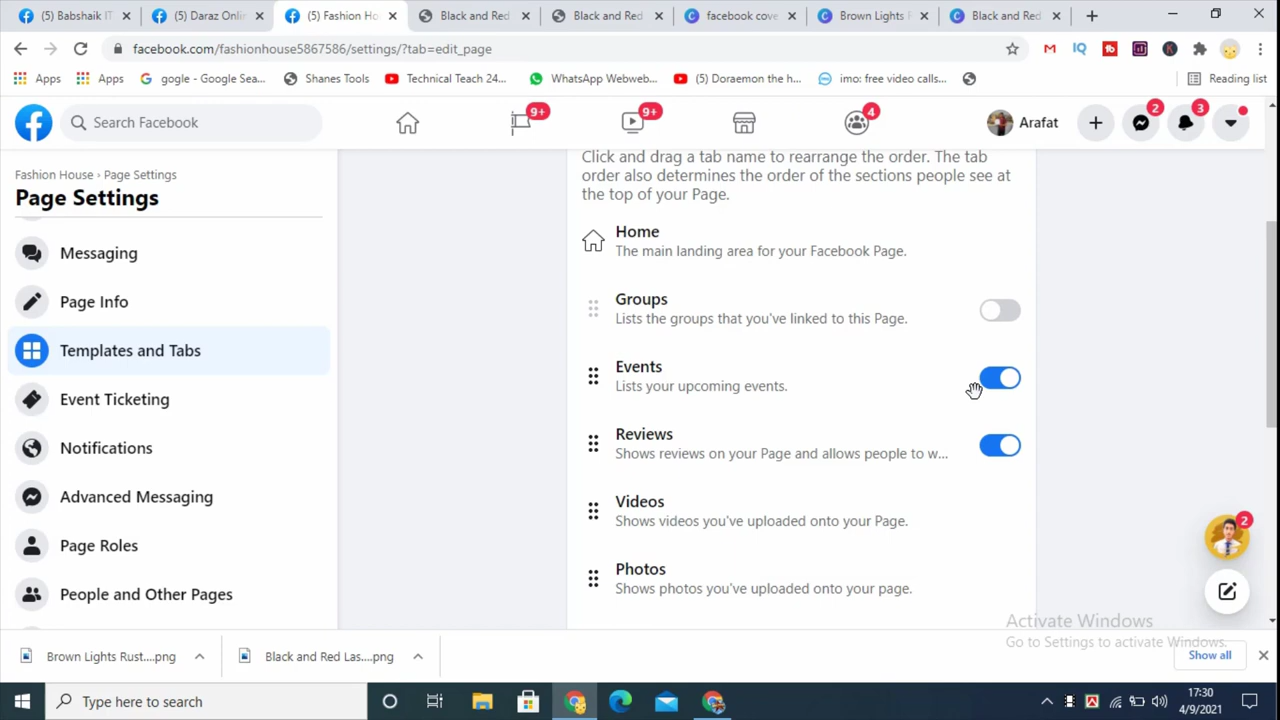 (5) Babshaik IT
(5) Daraz Onlin
(5) Fashion Ho
Black and Red
Black and Red
facebook cove
Brown Lights R
Black and Red
facebook.com/fashionhouse5867586/settings/?tab=edit_page
Apps
Apps
gogle - Google Sea...
Shanes Tools
Technical Teach 24...
WhatsApp Webweb...
(5) Doraemon the h...
imo: free video calls...
Reading list
Search Facebook
9+
9+
4
Arafat
2
3
Fashion House › Page Settings
Page Settings
Messaging
Page Info
Templates and Tabs
Event Ticketing
Notifications
Advanced Messaging
Page Roles
People and Other Pages
Click and drag a tab name to rearrange the order. The tab
order also determines the order of the sections people see at
the top of your Page.
Home
The main landing area for your Facebook Page.
Groups
Lists the groups that you've linked to this Page.
Events
Lists your upcoming events.
Reviews
Shows reviews on your Page and allows people to w...
Videos
Shows videos you've uploaded onto your Page.
Photos
Shows photos you've uploaded onto your page.
2
Activate Windows
Go to Settings to activate Windows.
Brown Lights Rust....png
Black and Red Las....png
Show all
Type here to search
17:30
4/9/2021